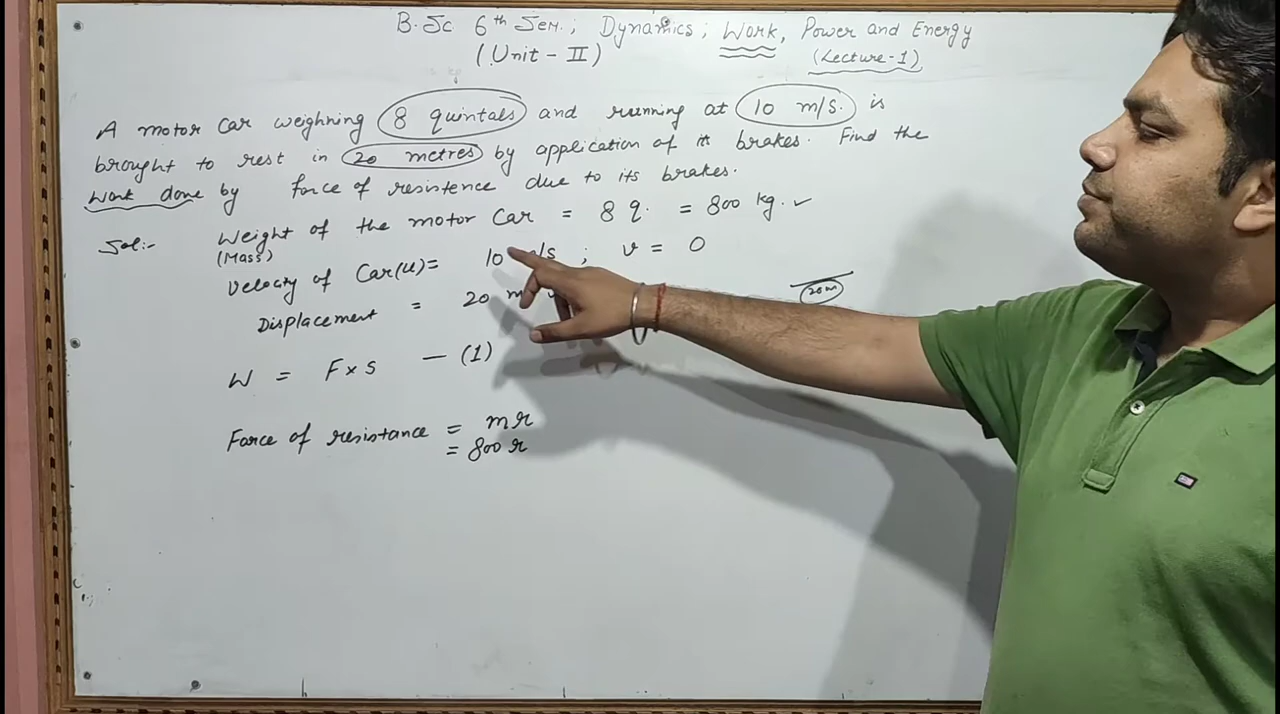 B.Sc 6th Sem.; Dynamics; Work, Power and Energy
(Unit - II) (Lecture-1)
A motor car weighning 8 quintals and running at 10 m/s. is
brought to rest in 20 metres by application of its brakes. Find the
work done by force of resistence due to its brakes.
Sol:- Weight of the motor Car = 8 q. = 800 kg. ✓
(Mass)
Velocity of Car(u) = 10 m/s ; v = 0
20m
Displacement = 20 m
W = F × s — (1)
Force of resistance = mr
= 800 r